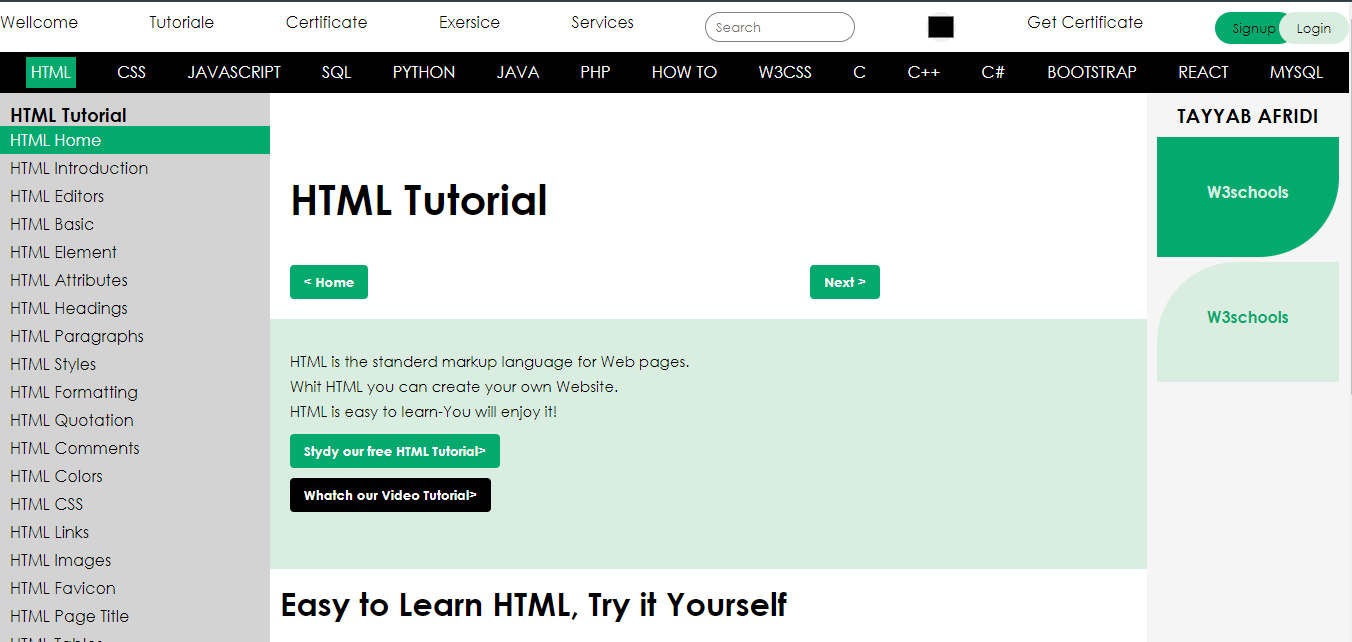 Wellcome Tutoriale Certificate Exersice Services Search Get Certificate Signup Login
HTML CSS JAVASCRIPT SQL PYTHON JAVA PHP HOW TO W3CSS C C++ C# BOOTSTRAP REACT MYSQL
HTML Tutorial
HTML Home
HTML Introduction
HTML Editors
HTML Basic
HTML Element
HTML Attributes
HTML Headings
HTML Paragraphs
HTML Styles
HTML Formatting
HTML Quotation
HTML Comments
HTML Colors
HTML CSS
HTML Links
HTML Images
HTML Favicon
HTML Page Title
HTML Tables
HTML Tutorial
< Home Next >
HTML is the standerd markup language for Web pages.
Whit HTML you can create your own Website.
HTML is easy to learn-You will enjoy it!
Stydy our free HTML Tutorial>
Whatch our Video Tutorial>
Easy to Learn HTML, Try it Yourself
TAYYAB AFRIDI
W3schools
W3schools